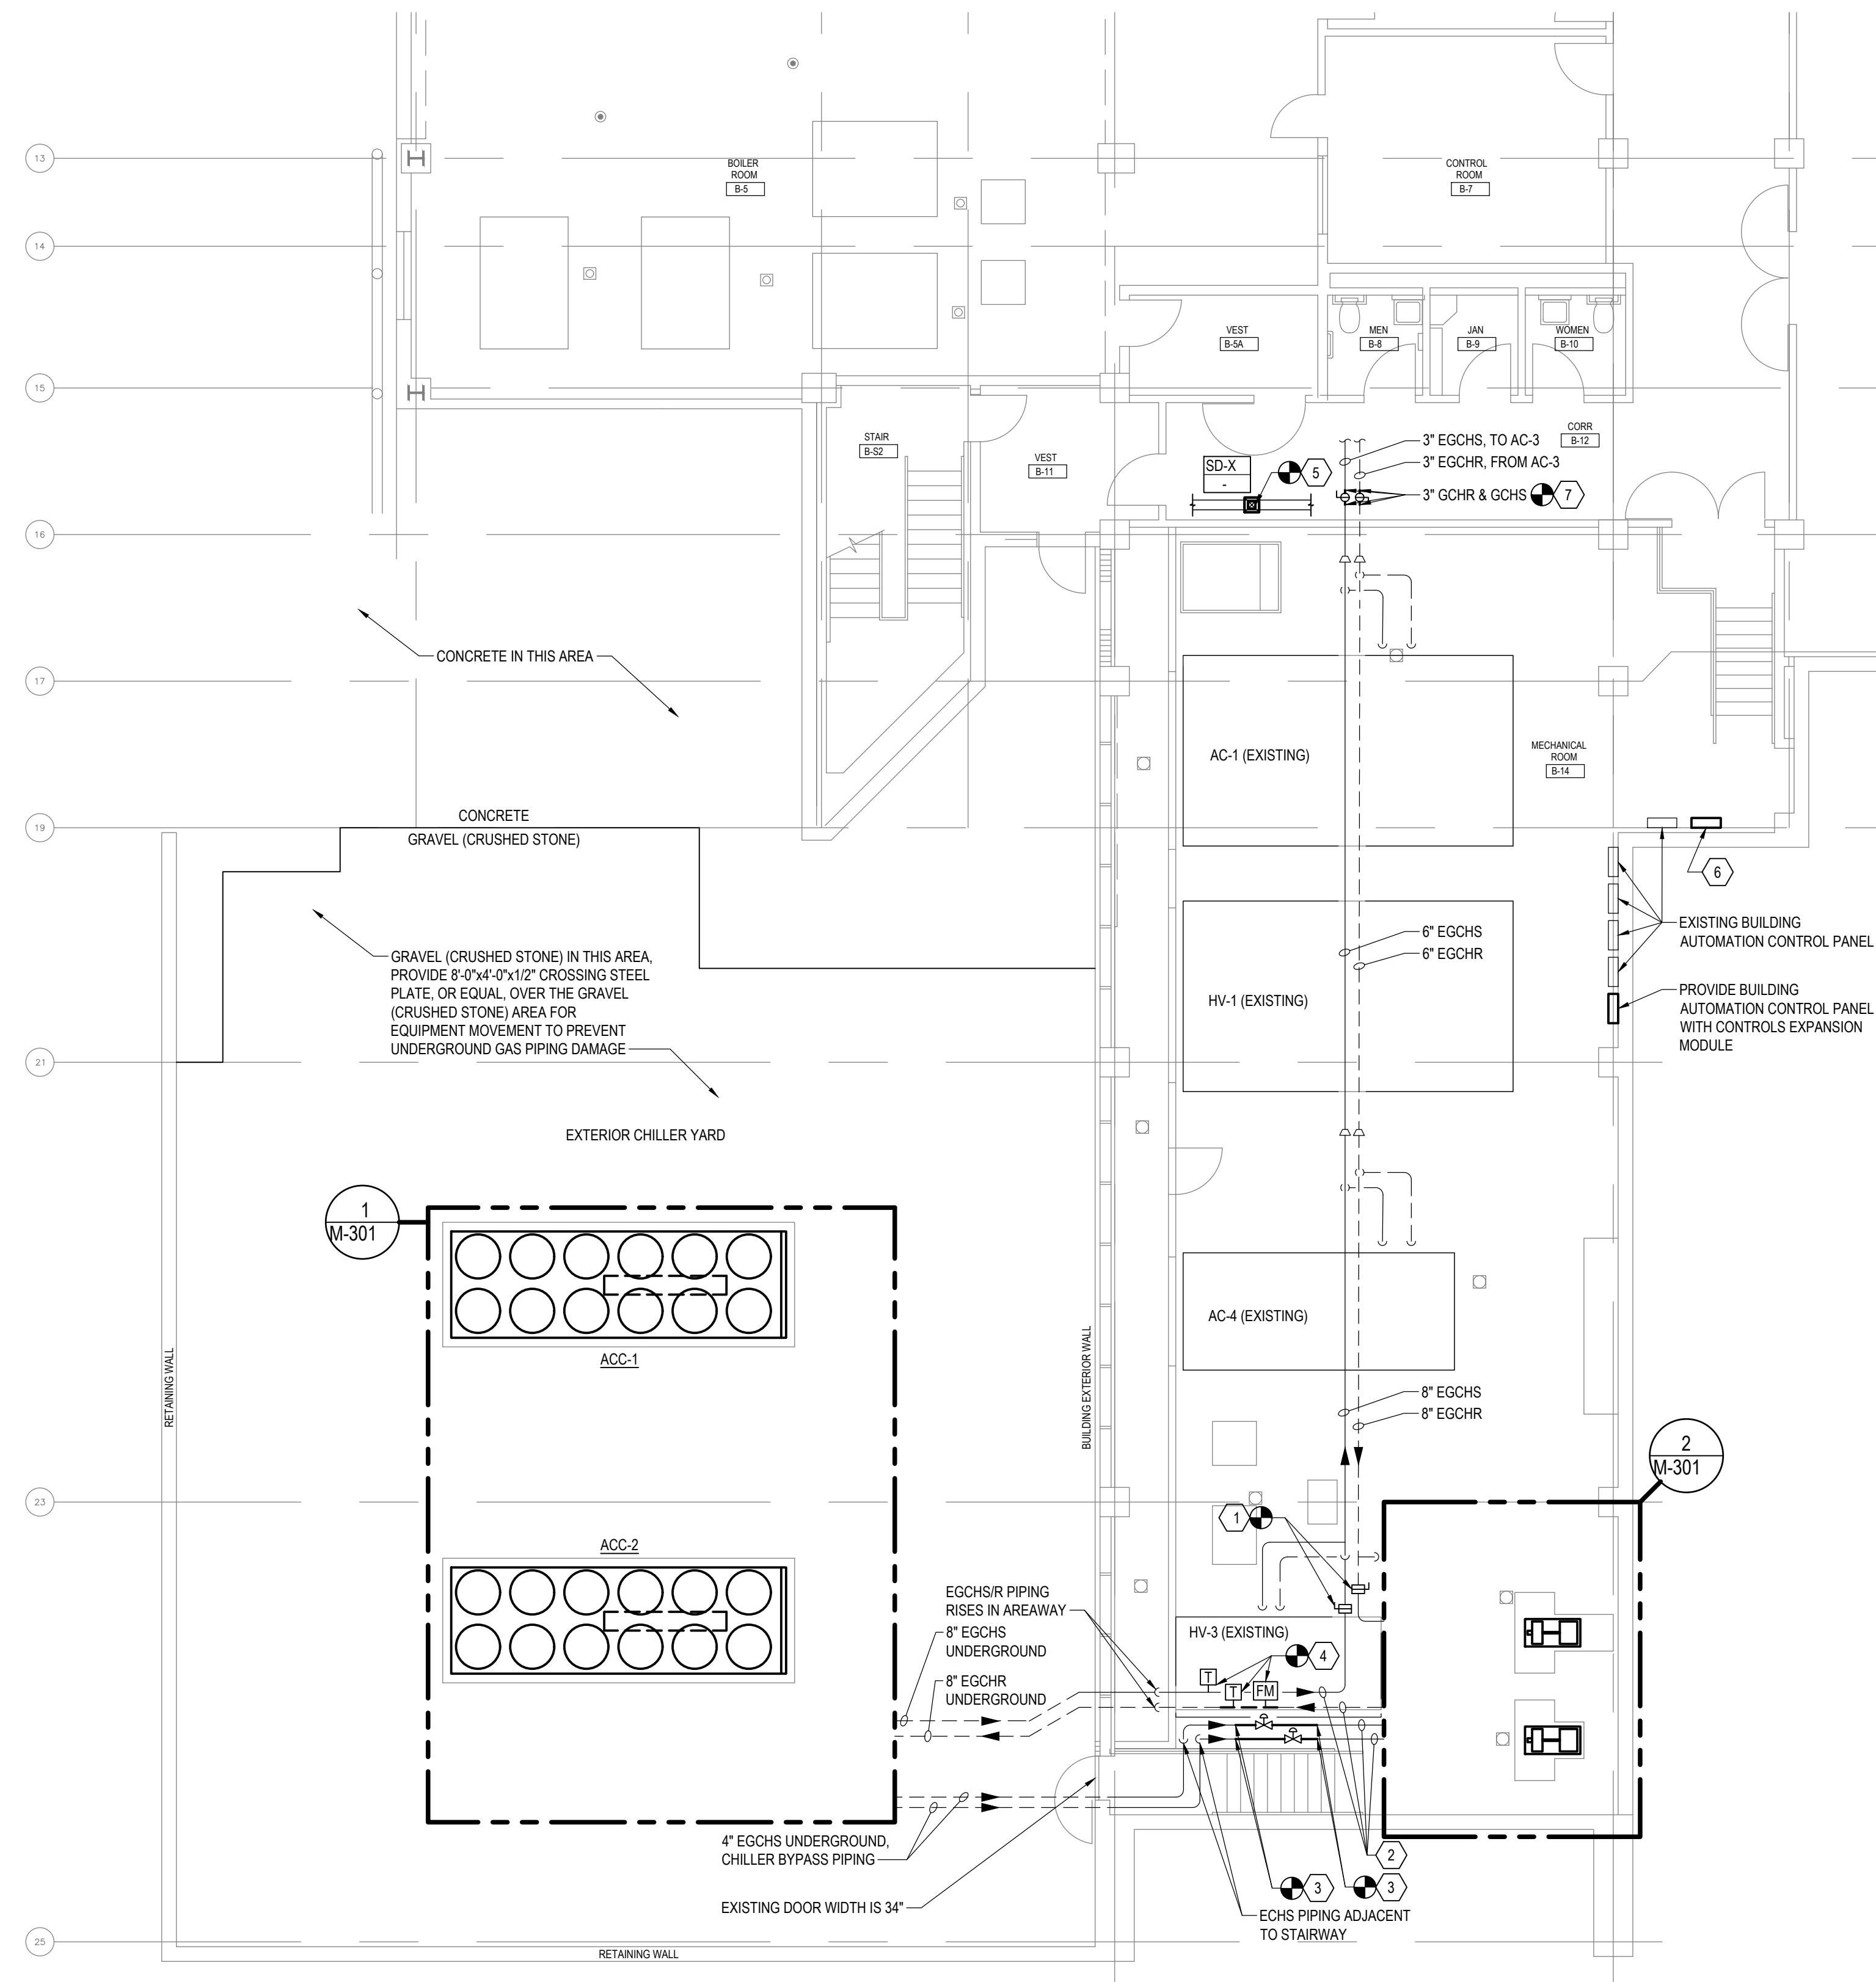 13
BOILER
ROOM
B-5
CONTROL
ROOM
B-7
14
VEST
B-5A
MEN
B-8
JAN
B-9
WOMEN
B-10
15
STAIR
B-S2
VEST
B-11
CORR
B-12
3" EGCHS, TO AC-3
3" EGCHR, FROM AC-3
3" GCHR & GCHS
7
SD-X
-
5
16
CONCRETE IN THIS AREA
17
AC-1 (EXISTING)
MECHANICAL
ROOM
B-14
CONCRETE
19
GRAVEL (CRUSHED STONE)
6
EXISTING BUILDING
AUTOMATION CONTROL PANEL
6" EGCHS
6" EGCHR
GRAVEL (CRUSHED STONE) IN THIS AREA,
PROVIDE 8'-0"x4'-0"x1/2" CROSSING STEEL
PLATE, OR EQUAL, OVER THE GRAVEL
(CRUSHED STONE) AREA FOR
EQUIPMENT MOVEMENT TO PREVENT
UNDERGROUND GAS PIPING DAMAGE
HV-1 (EXISTING)
PROVIDE BUILDING
AUTOMATION CONTROL PANEL
WITH CONTROLS EXPANSION
MODULE
21
EXTERIOR CHILLER YARD
1
M-301
ACC-1
AC-4 (EXISTING)
RETAINING WALL
BUILDING EXTERIOR WALL
8" EGCHS
8" EGCHR
2
M-301
23
1
ACC-2
EGCHS/R PIPING
RISES IN AREAWAY
8" EGCHS
UNDERGROUND
8" EGCHR
UNDERGROUND
HV-3 (EXISTING)
4
T
T
FM
4" EGCHS UNDERGROUND,
CHILLER BYPASS PIPING
2
3
3
EXISTING DOOR WIDTH IS 34"
ECHS PIPING ADJACENT
TO STAIRWAY
25
RETAINING WALL